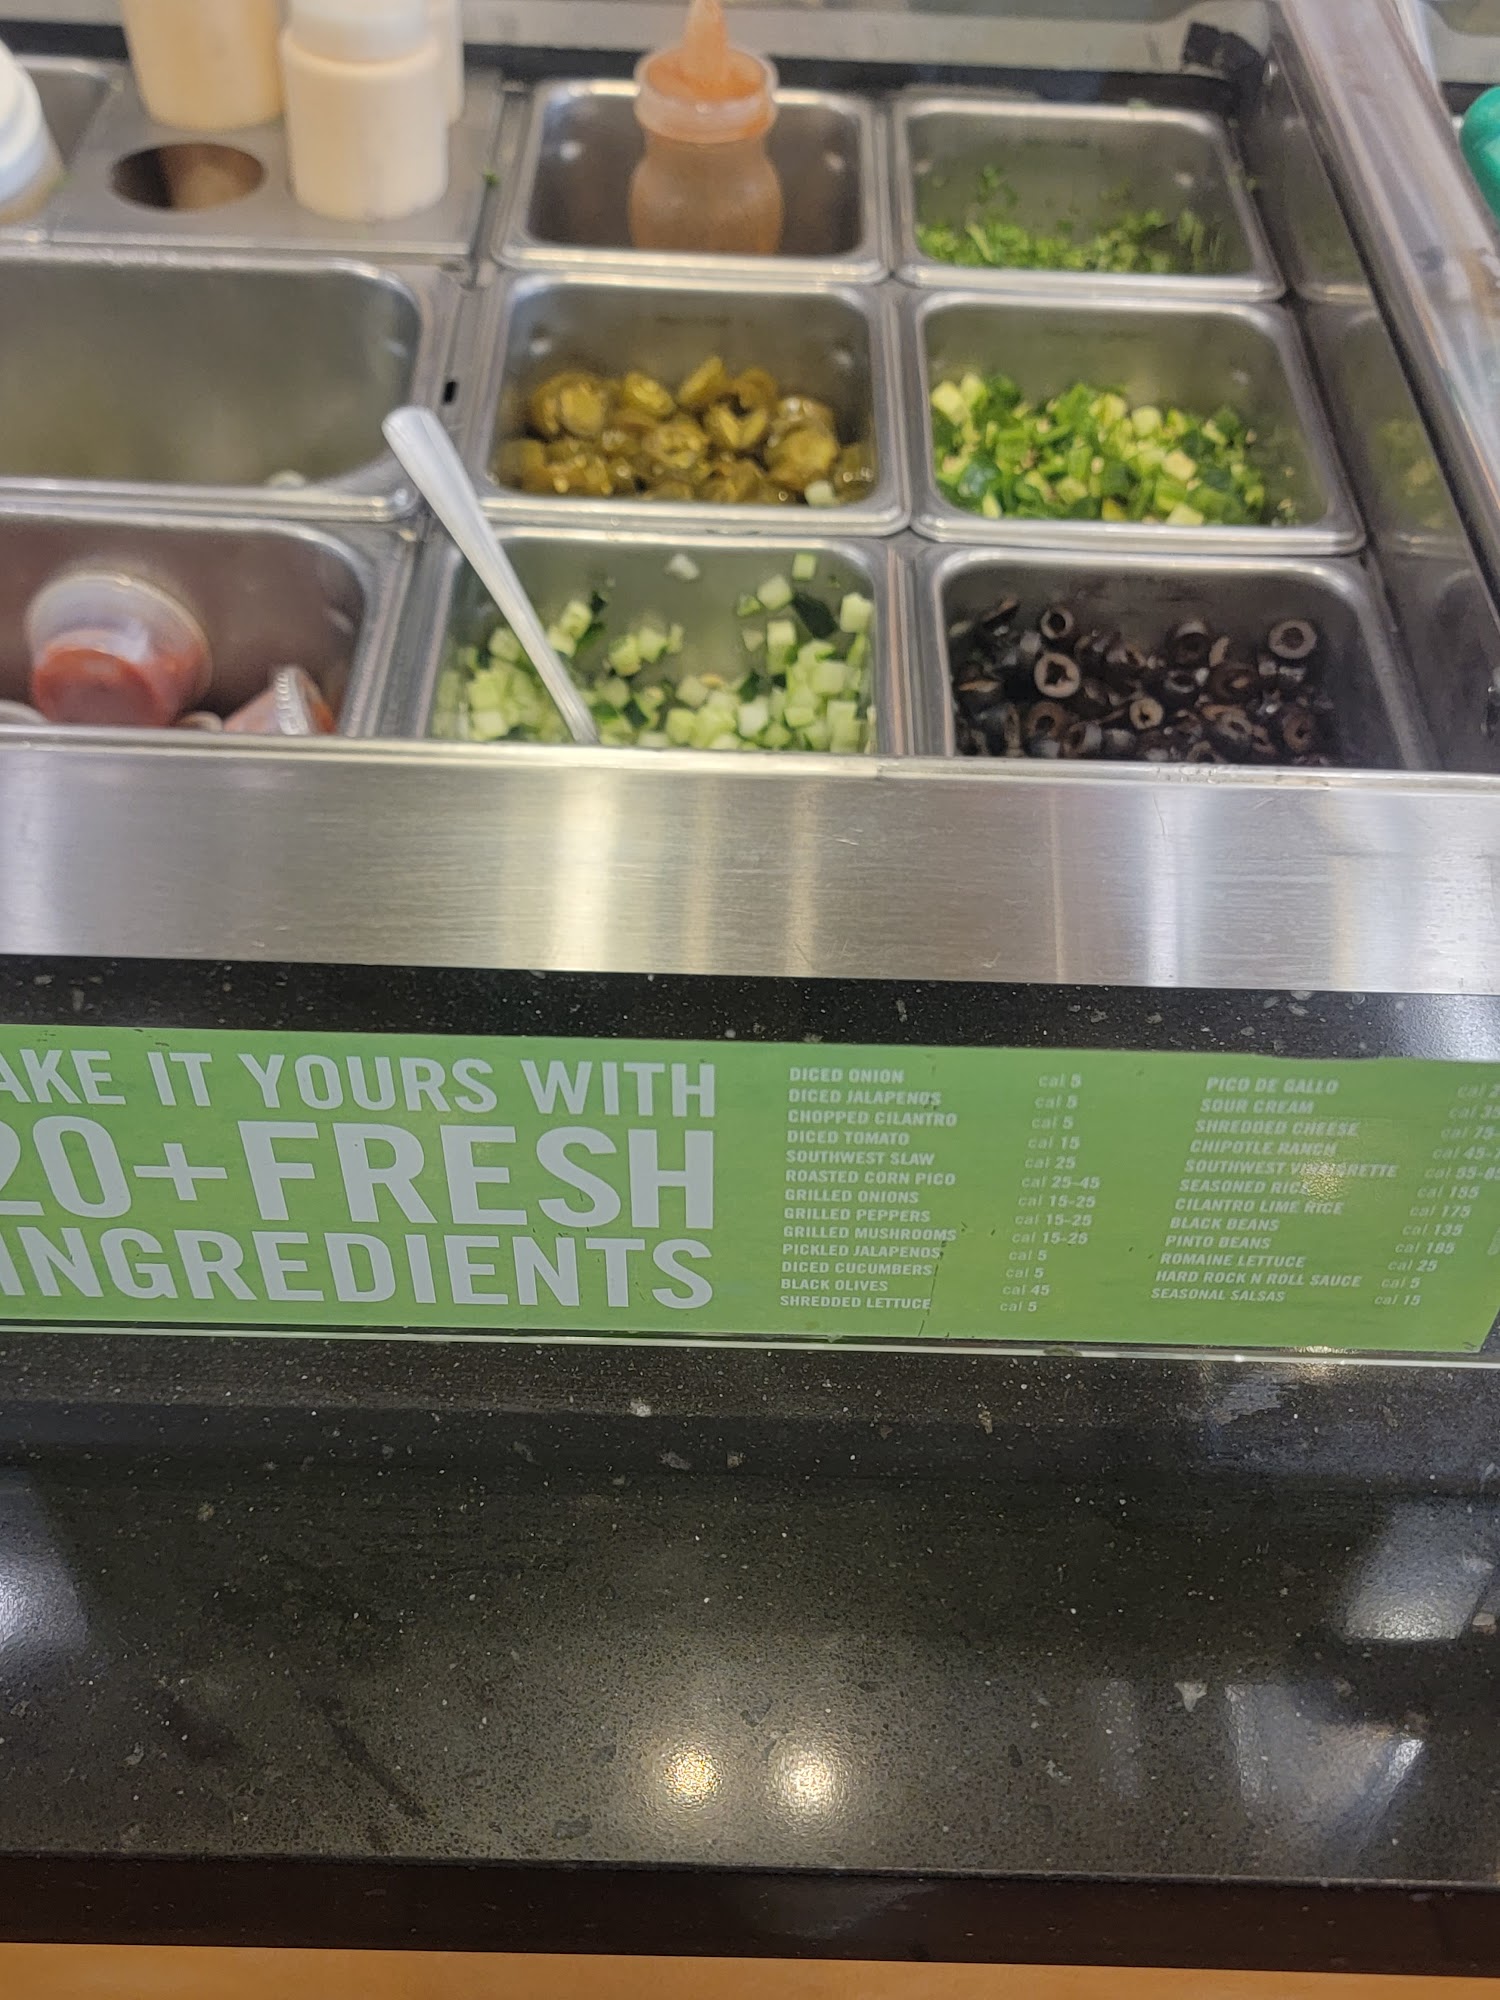 AKE IT YOURS WITH
20+ FRESH
INGREDIENTS
DICED ONION cal 5
DICED JALAPENOS cal 5
CHOPPED CILANTRO cal 5
DICED TOMATO cal 15
SOUTHWEST SLAW cal 25
ROASTED CORN PICO cal 25-45
GRILLED ONIONS cal 15-25
GRILLED PEPPERS cal 15-25
GRILLED MUSHROOMS cal 15-25
PICKLED JALAPENOS cal 5
DICED CUCUMBERS cal 5
BLACK OLIVES cal 45
SHREDDED LETTUCE cal 5
PICO DE GALLO cal
SOUR CREAM cal
SHREDDED CHEESE cal
CHIPOTLE RANCH cal
SOUTHWEST cal
SEASONED RICE cal 155
CILANTRO LIME RICE cal 175
BLACK BEANS cal 135
PINTO BEANS cal 185
ROMAINE LETTUCE cal 25
HARD ROCK N ROLL SAUCE cal 5
SEASONAL SALSAS cal 15